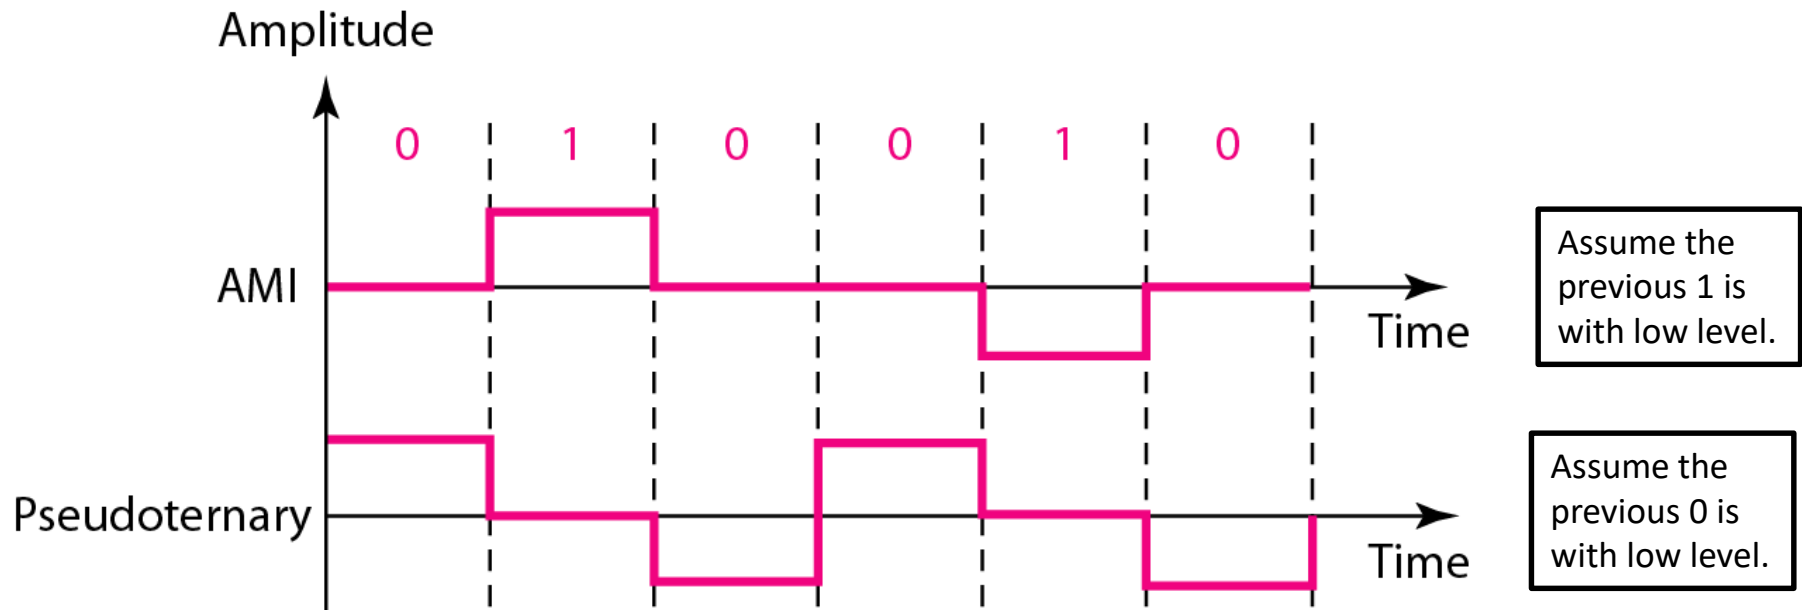 Amplitude
0 1 0 0 1 0
AMI
Time
Assume the
previous 1 is
with low level.
Pseudoternary
Time
Assume the
previous 0 is
with low level.